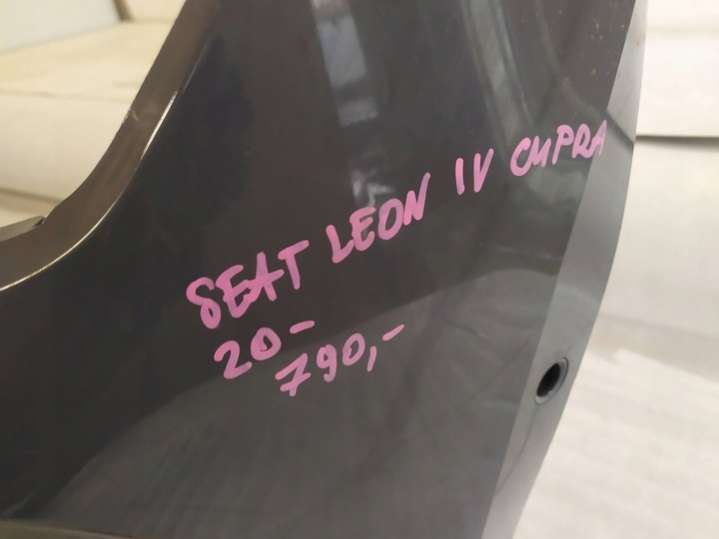 SEAT LEON IV CUPRA
20-
790,-